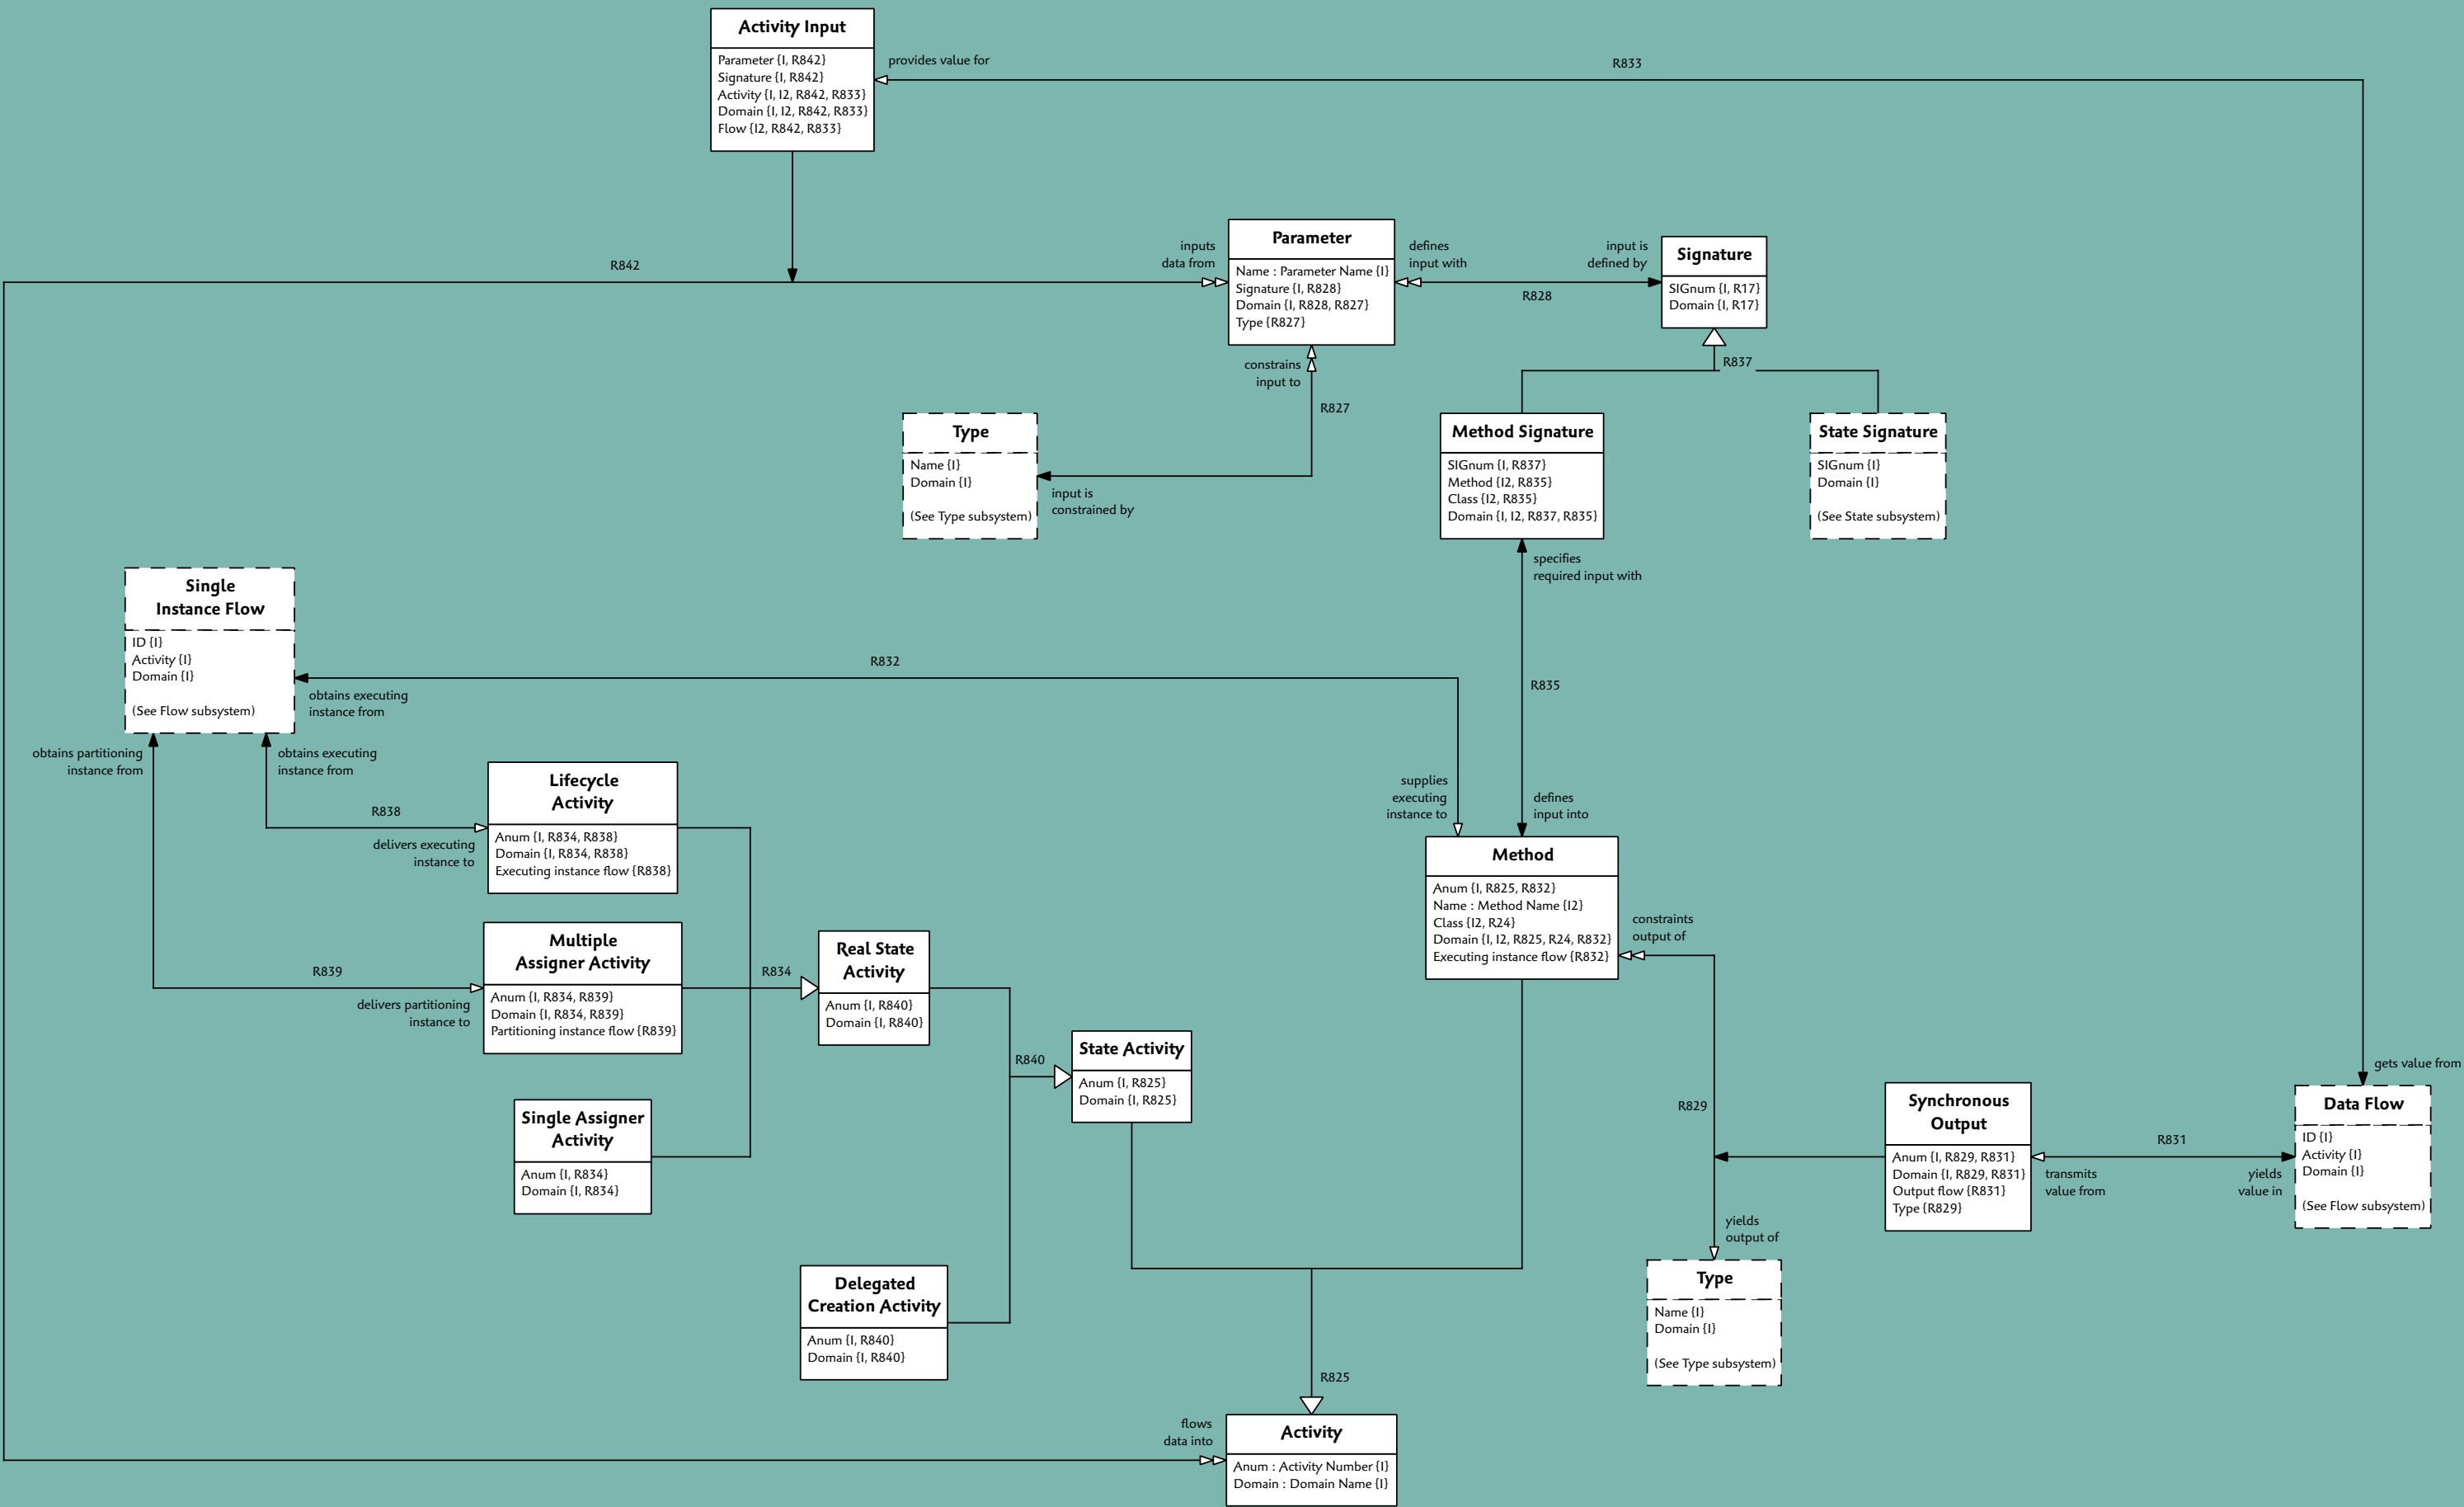 Activity Input
Parameter {I, R842}
Signature {I, R842}
Activity {I, I2, R842, R833}
Domain {I, I2, R842, R833}
Flow {I2, R842, R833}
provides value for
R833
R842
inputs
data from
Parameter
Name : Parameter Name {I}
Signature {I, R828}
Domain {I, R828, R827}
Type {R827}
defines
input with
R828
input is
defined by
Signature
SIGnum {I, R17}
Domain {I, R17}
R837
constrains
input to
R827
Type
Name {I}
Domain {I}
(See Type subsystem)
input is
constrained by
Method Signature
SIGnum {I, R837}
Method {I2, R835}
Class {I2, R835}
Domain {I, I2, R837, R835}
State Signature
SIGnum {I}
Domain {I}
(See State subsystem)
specifies
required input with
Single
Instance Flow
ID {I}
Activity {I}
Domain {I}
(See Flow subsystem)
R832
obtains executing
instance from
R835
obtains partitioning
instance from
obtains executing
instance from
supplies
executing
instance to
defines
input into
Lifecycle
Activity
Anum {I, R834, R838}
Domain {I, R834, R838}
Executing instance flow {R838}
R838
delivers executing
instance to
Method
Anum {I, R825, R832}
Name : Method Name {I2}
Class {I2, R24}
Domain {I, I2, R825, R24, R832}
Executing instance flow {R832}
constraints
output of
Multiple
Assigner Activity
Anum {I, R834, R839}
Domain {I, R834, R839}
Partitioning instance flow {R839}
R839
delivers partitioning
instance to
R834
Real State
Activity
Anum {I, R840}
Domain {I, R840}
R840
State Activity
Anum {I, R825}
Domain {I, R825}
Single Assigner
Activity
Anum {I, R834}
Domain {I, R834}
R829
Synchronous
Output
Anum {I, R829, R831}
Domain {I, R829, R831}
Output flow {R831}
Type {R829}
R831
transmits
value from
yields
value in
gets value from
Data Flow
ID {I}
Activity {I}
Domain {I}
(See Flow subsystem)
yields
output of
Type
Name {I}
Domain {I}
(See Type subsystem)
Delegated
Creation Activity
Anum {I, R840}
Domain {I, R840}
R825
flows
data into
Activity
Anum : Activity Number {I}
Domain : Domain Name {I}